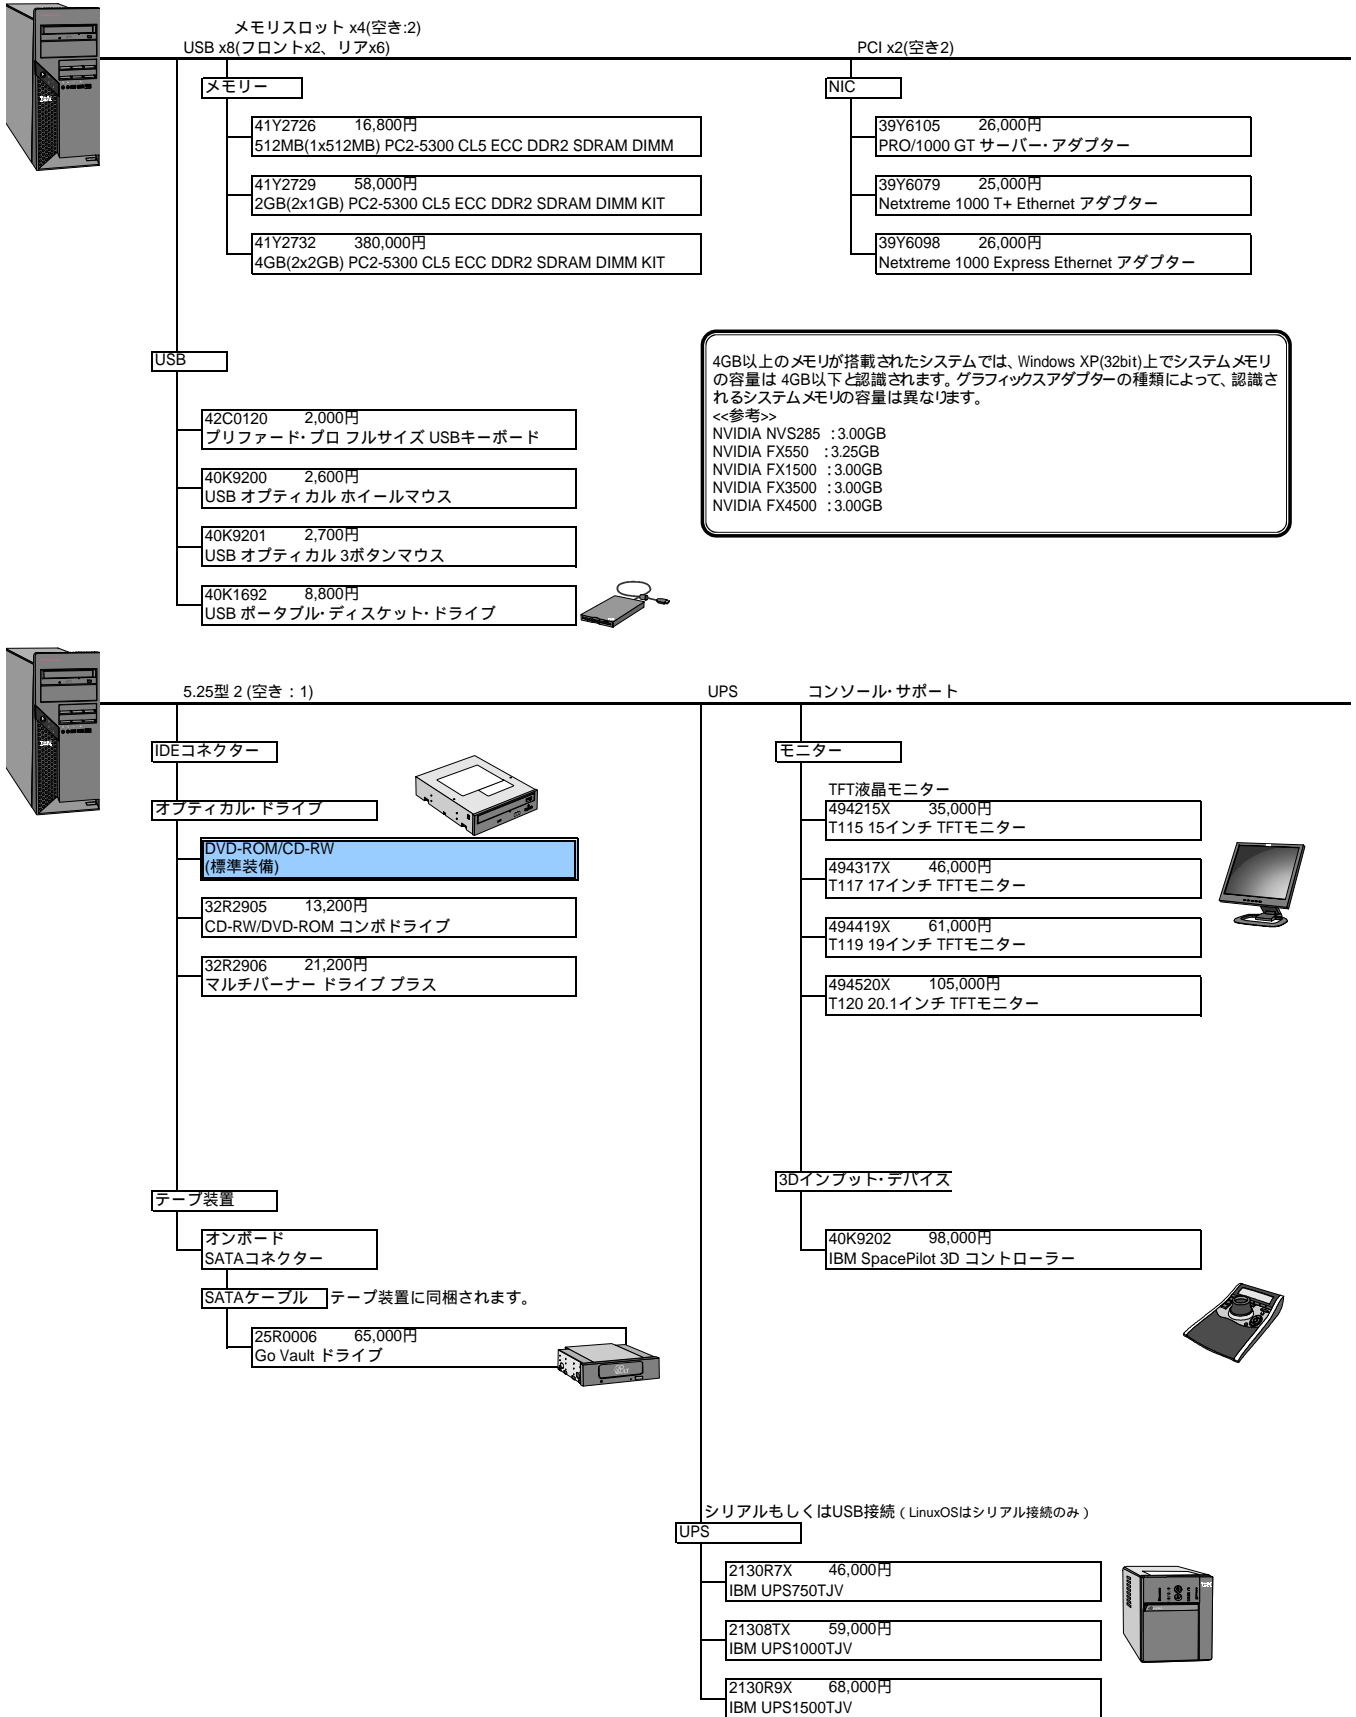 メモリスロット x4(空き:2)
USB x8(フロントx2、リアx6)
PCI x2(空き2)
メモリー
41Y2726 16,800円
512MB(1x512MB) PC2-5300 CL5 ECC DDR2 SDRAM DIMM
41Y2729 58,000円
2GB(2x1GB) PC2-5300 CL5 ECC DDR2 SDRAM DIMM KIT
41Y2732 380,000円
4GB(2x2GB) PC2-5300 CL5 ECC DDR2 SDRAM DIMM KIT
NIC
39Y6105 26,000円
PRO/1000 GT サーバー・アダプター
39Y6079 25,000円
Netxtreme 1000 T+ Ethernet アダプター
39Y6098 26,000円
Netxtreme 1000 Express Ethernet アダプター
USB
42C0120 2,000円
プリファード・プロ フルサイズ USBキーボード
40K9200 2,600円
USB オプティカル ホイールマウス
40K9201 2,700円
USB オプティカル 3ボタンマウス
40K1692 8,800円
USB ポータブル・ディスケット・ドライブ
4GB以上のメモリが搭載されたシステムでは、Windows XP(32bit)上でシステムメモリ
の容量は 4GB以下と認識されます。グラフィックスアダプターの種類によって、認識さ
れるシステムメモリの容量は異なります。
<<参考>>
NVIDIA NVS285 :3.00GB
NVIDIA FX550 :3.25GB
NVIDIA FX1500 :3.00GB
NVIDIA FX3500 :3.00GB
NVIDIA FX4500 :3.00GB
5.25型 2 (空き:1)
UPS
コンソール・サポート
IDEコネクター
オプティカル・ドライブ
DVD-ROM/CD-RW
(標準装備)
32R2905 13,200円
CD-RW/DVD-ROM コンボドライブ
32R2906 21,200円
マルチバーナー ドライブ プラス
モニター
TFT液晶モニター
494215X 35,000円
T115 15インチ TFTモニター
494317X 46,000円
T117 17インチ TFTモニター
494419X 61,000円
T119 19インチ TFTモニター
494520X 105,000円
T120 20.1インチ TFTモニター
テープ装置
オンボード
SATAコネクター
SATAケーブル テープ装置に同梱されます。
25R0006 65,000円
Go Vault ドライブ
3Dインプット・デバイス
40K9202 98,000円
IBM SpacePilot 3D コントローラー
シリアルもしくはUSB接続(LinuxOSはシリアル接続のみ)
UPS
2130R7X 46,000円
IBM UPS750TJV
21308TX 59,000円
IBM UPS1000TJV
2130R9X 68,000円
IBM UPS1500TJV